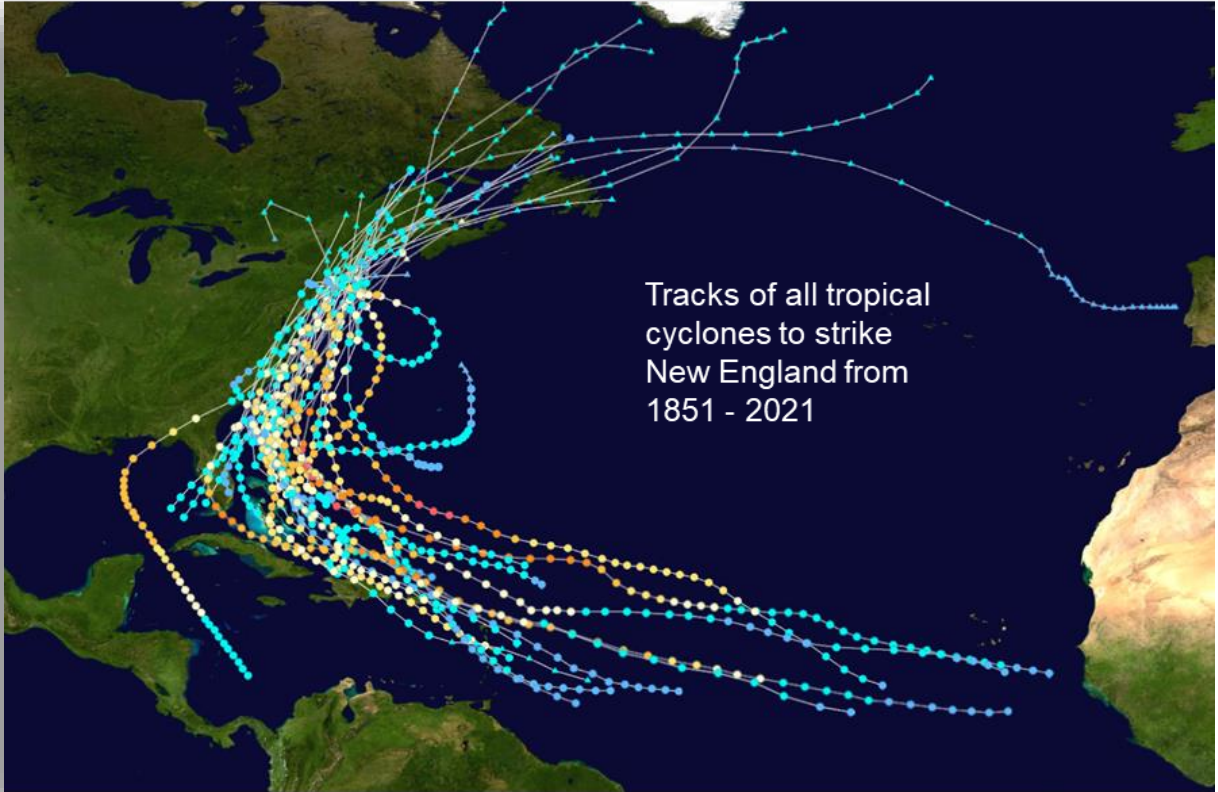 Tracks of all tropical
cyclones to strike
New England from
1851 - 2021